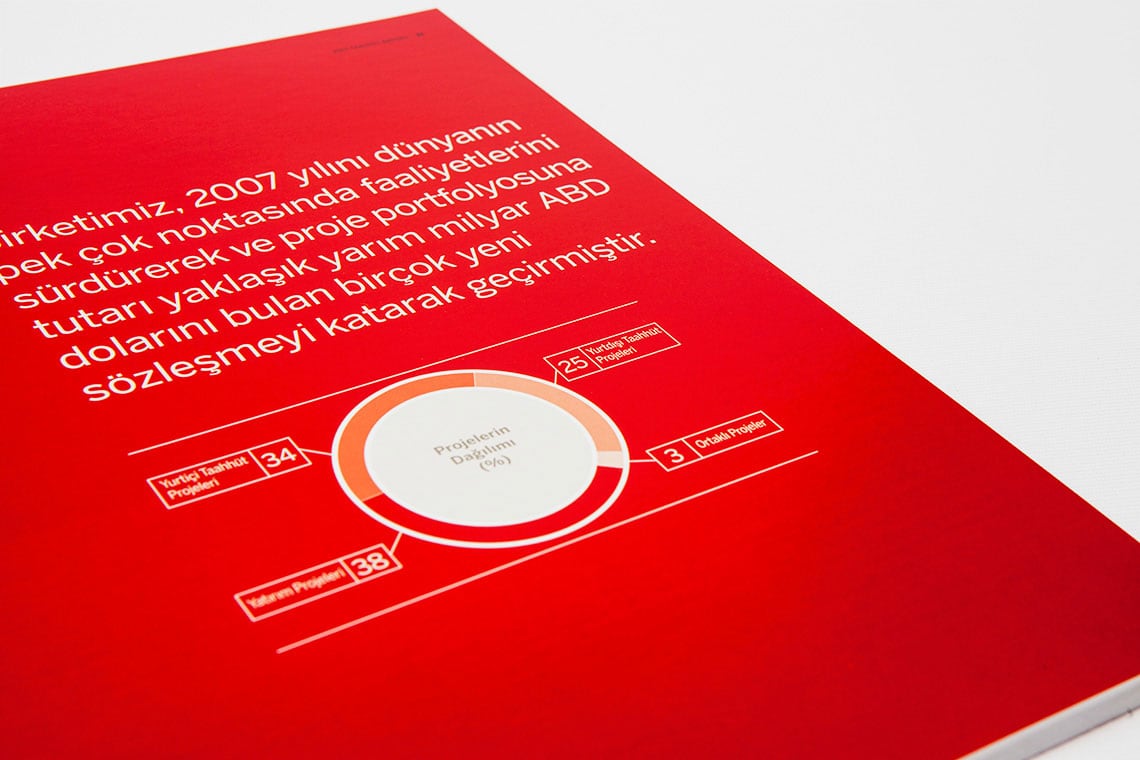 irketimiz, 2007 yılını dünyanın
pek çok noktasında faaliyetlerini
sürdürerek ve proje portfolyosuna
tutarı yaklaşık yarım milyar ABD
dolarını bulan birçok yeni
sözleşmeyi katarak geçirmiştir.
25 Yurtdışı Taahhüt
Projeleri
Projelerin
Dağılımı
(%)
3 Ortaklı Projeler
Yurtiçi Taahhüt
Projeleri 34
Yatırım Projeleri 38